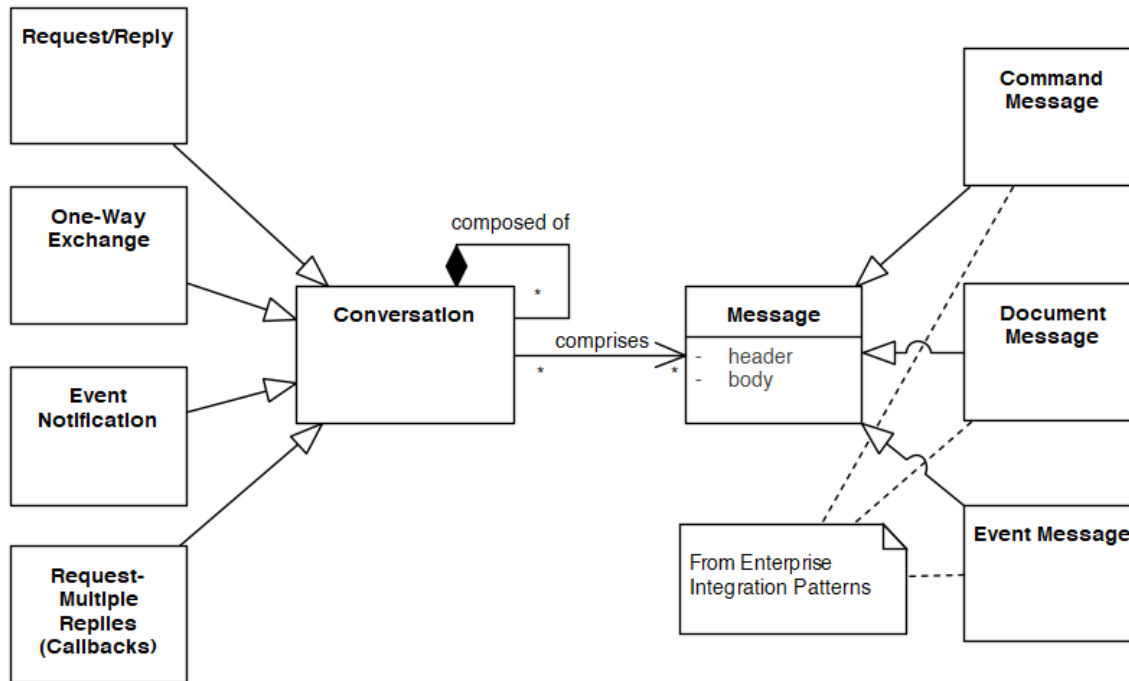 Request/Reply
One-Way
Exchange
Event
Notification
Request-
Multiple
Replies
(Callbacks)
composed of
*
Conversation
comprises
*
*
Message
- header
- body
Command
Message
Document
Message
Event Message
From Enterprise
Integration Patterns